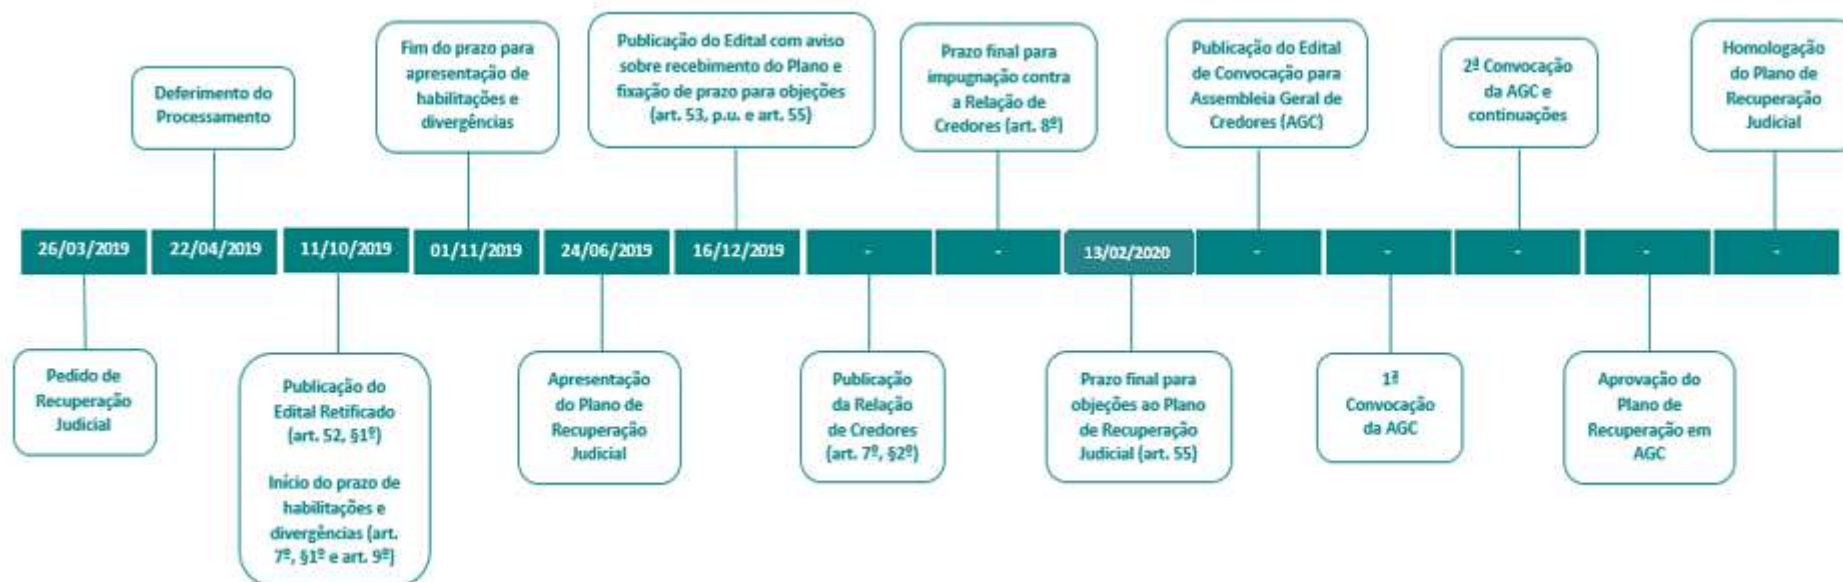 Deferimento do
Processamento
Fim do prazo para
apresentação de
habilitações e
divergências
Publicação do Edital com aviso
sobre recebimento do Plano e
fixação de prazo para objeções
(art. 53, p.u. e art. 55)
Prazo final para
impugnação contra
a Relação de
Credores (art. 8º)
Publicação do Edital
de Convocação para
Assembleia Geral de
Credores (AGC)
2ª Convocação
da AGC e
continuações
Homologação
do Plano de
Recuperação
Judicial
26/03/2019 22/04/2019 11/10/2019 01/11/2019 24/06/2019 16/12/2019 - - 13/02/2020 - - - - -
Pedido de
Recuperação
Judicial
Publicação do
Edital Retificado
(art. 52, §1º)
Início do prazo de
habilitações e
divergências (art.
7º, §1º e art. 9º)
Apresentação
do Plano de
Recuperação
Judicial
Publicação
da Relação
de Credores
(art. 7º, §2º)
Prazo final para
objeções ao Plano
de Recuperação
Judicial (art. 55)
1ª
Convocação
da AGC
Aprovação do
Plano de
Recuperação em
AGC